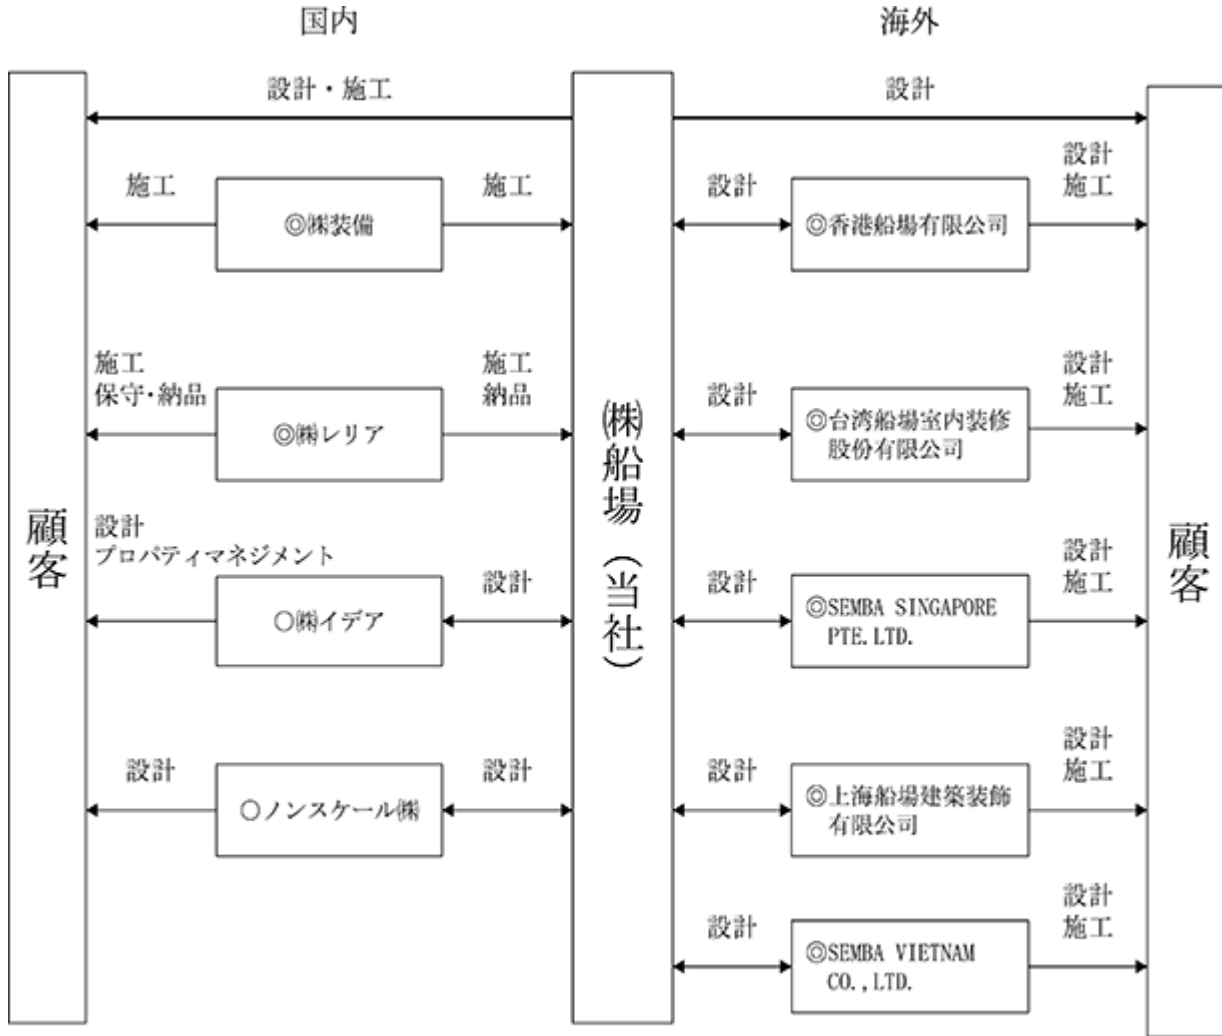 国内
海外
設計・施工
設計
施工
◎㈱装備
施工
設計
◎香港船場有限公司
設計
施工
施工
保守・納品
◎㈱レリア
施工
納品
設計
◎台湾船場室内装修
股份有限公司
設計
施工
顧客
㈱船場(当社)
顧客
設計
プロパティマネジメント
○㈱イデア
設計
設計
◎SEMBA SINGAPORE
PTE.LTD.
設計
施工
設計
○ノンスケール㈱
設計
設計
◎上海船場建築装飾
有限公司
設計
施工
設計
◎SEMBA VIETNAM
CO.,LTD.
設計
施工